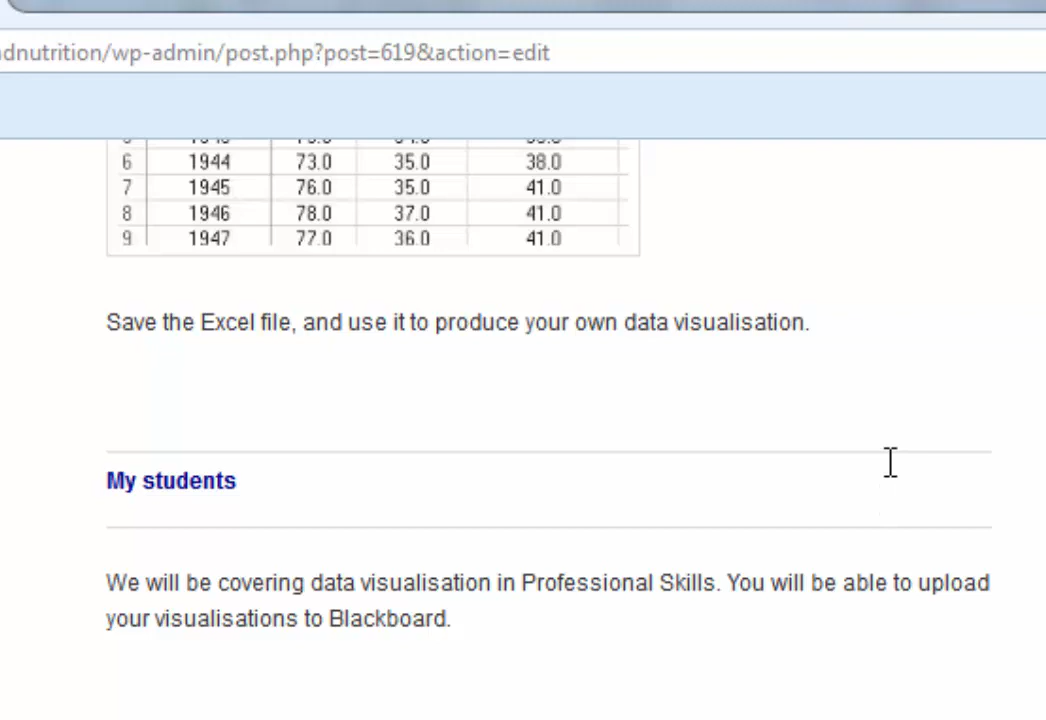 adnutrition/wp-admin/post.php?post=619&action=edit
6 1944 73.0 35.0 38.0
7 1945 76.0 35.0 41.0
8 1946 78.0 37.0 41.0
9 1947 77.0 36.0 41.0
Save the Excel file, and use it to produce your own data visualisation.
My students
We will be covering data visualisation in Professional Skills. You will be able to upload
your visualisations to Blackboard.